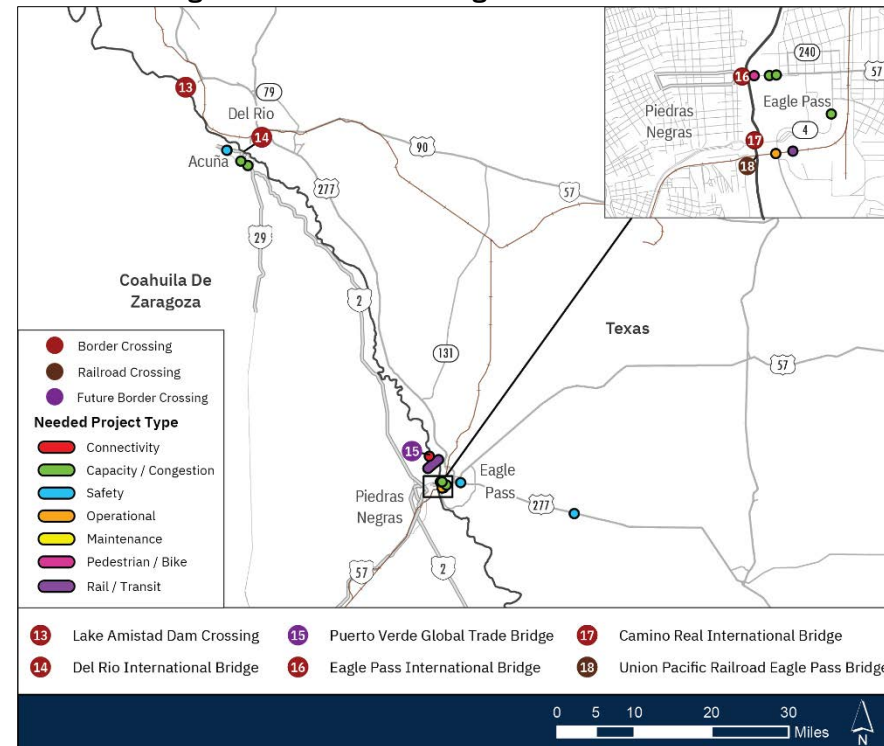 240
57
16
Piedras
Negras
Eagle Pass
4
17
18
13
79
Del Rio
14
Acuña
90
277
57
29
Coahuila De
Zaragoza
2
Texas
131
57
15
Eagle
Pass
Piedras
Negras
277
57
2
Border Crossing
Railroad Crossing
Future Border Crossing
Needed Project Type
Connectivity
Capacity / Congestion
Safety
Operational
Maintenance
Pedestrian / Bike
Rail / Transit
13 Lake Amistad Dam Crossing 15 Puerto Verde Global Trade Bridge 17 Camino Real International Bridge
14 Del Rio International Bridge 16 Eagle Pass International Bridge 18 Union Pacific Railroad Eagle Pass Bridge
0 5 10 20 30
Miles
N